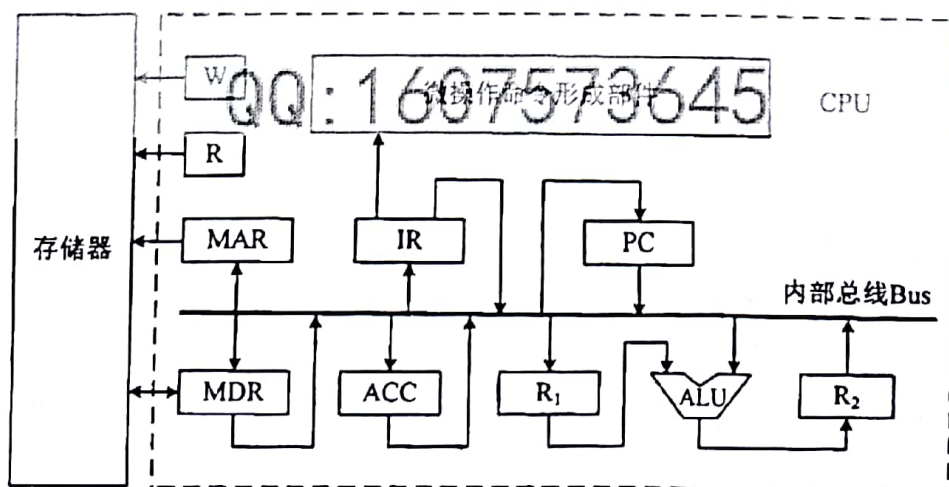 W
QQ:1607573645
微操作命令形成部件
CPU
R
存储器
MAR
IR
PC
内部总线Bus
MDR
ACC
R₁
ALU
R₂